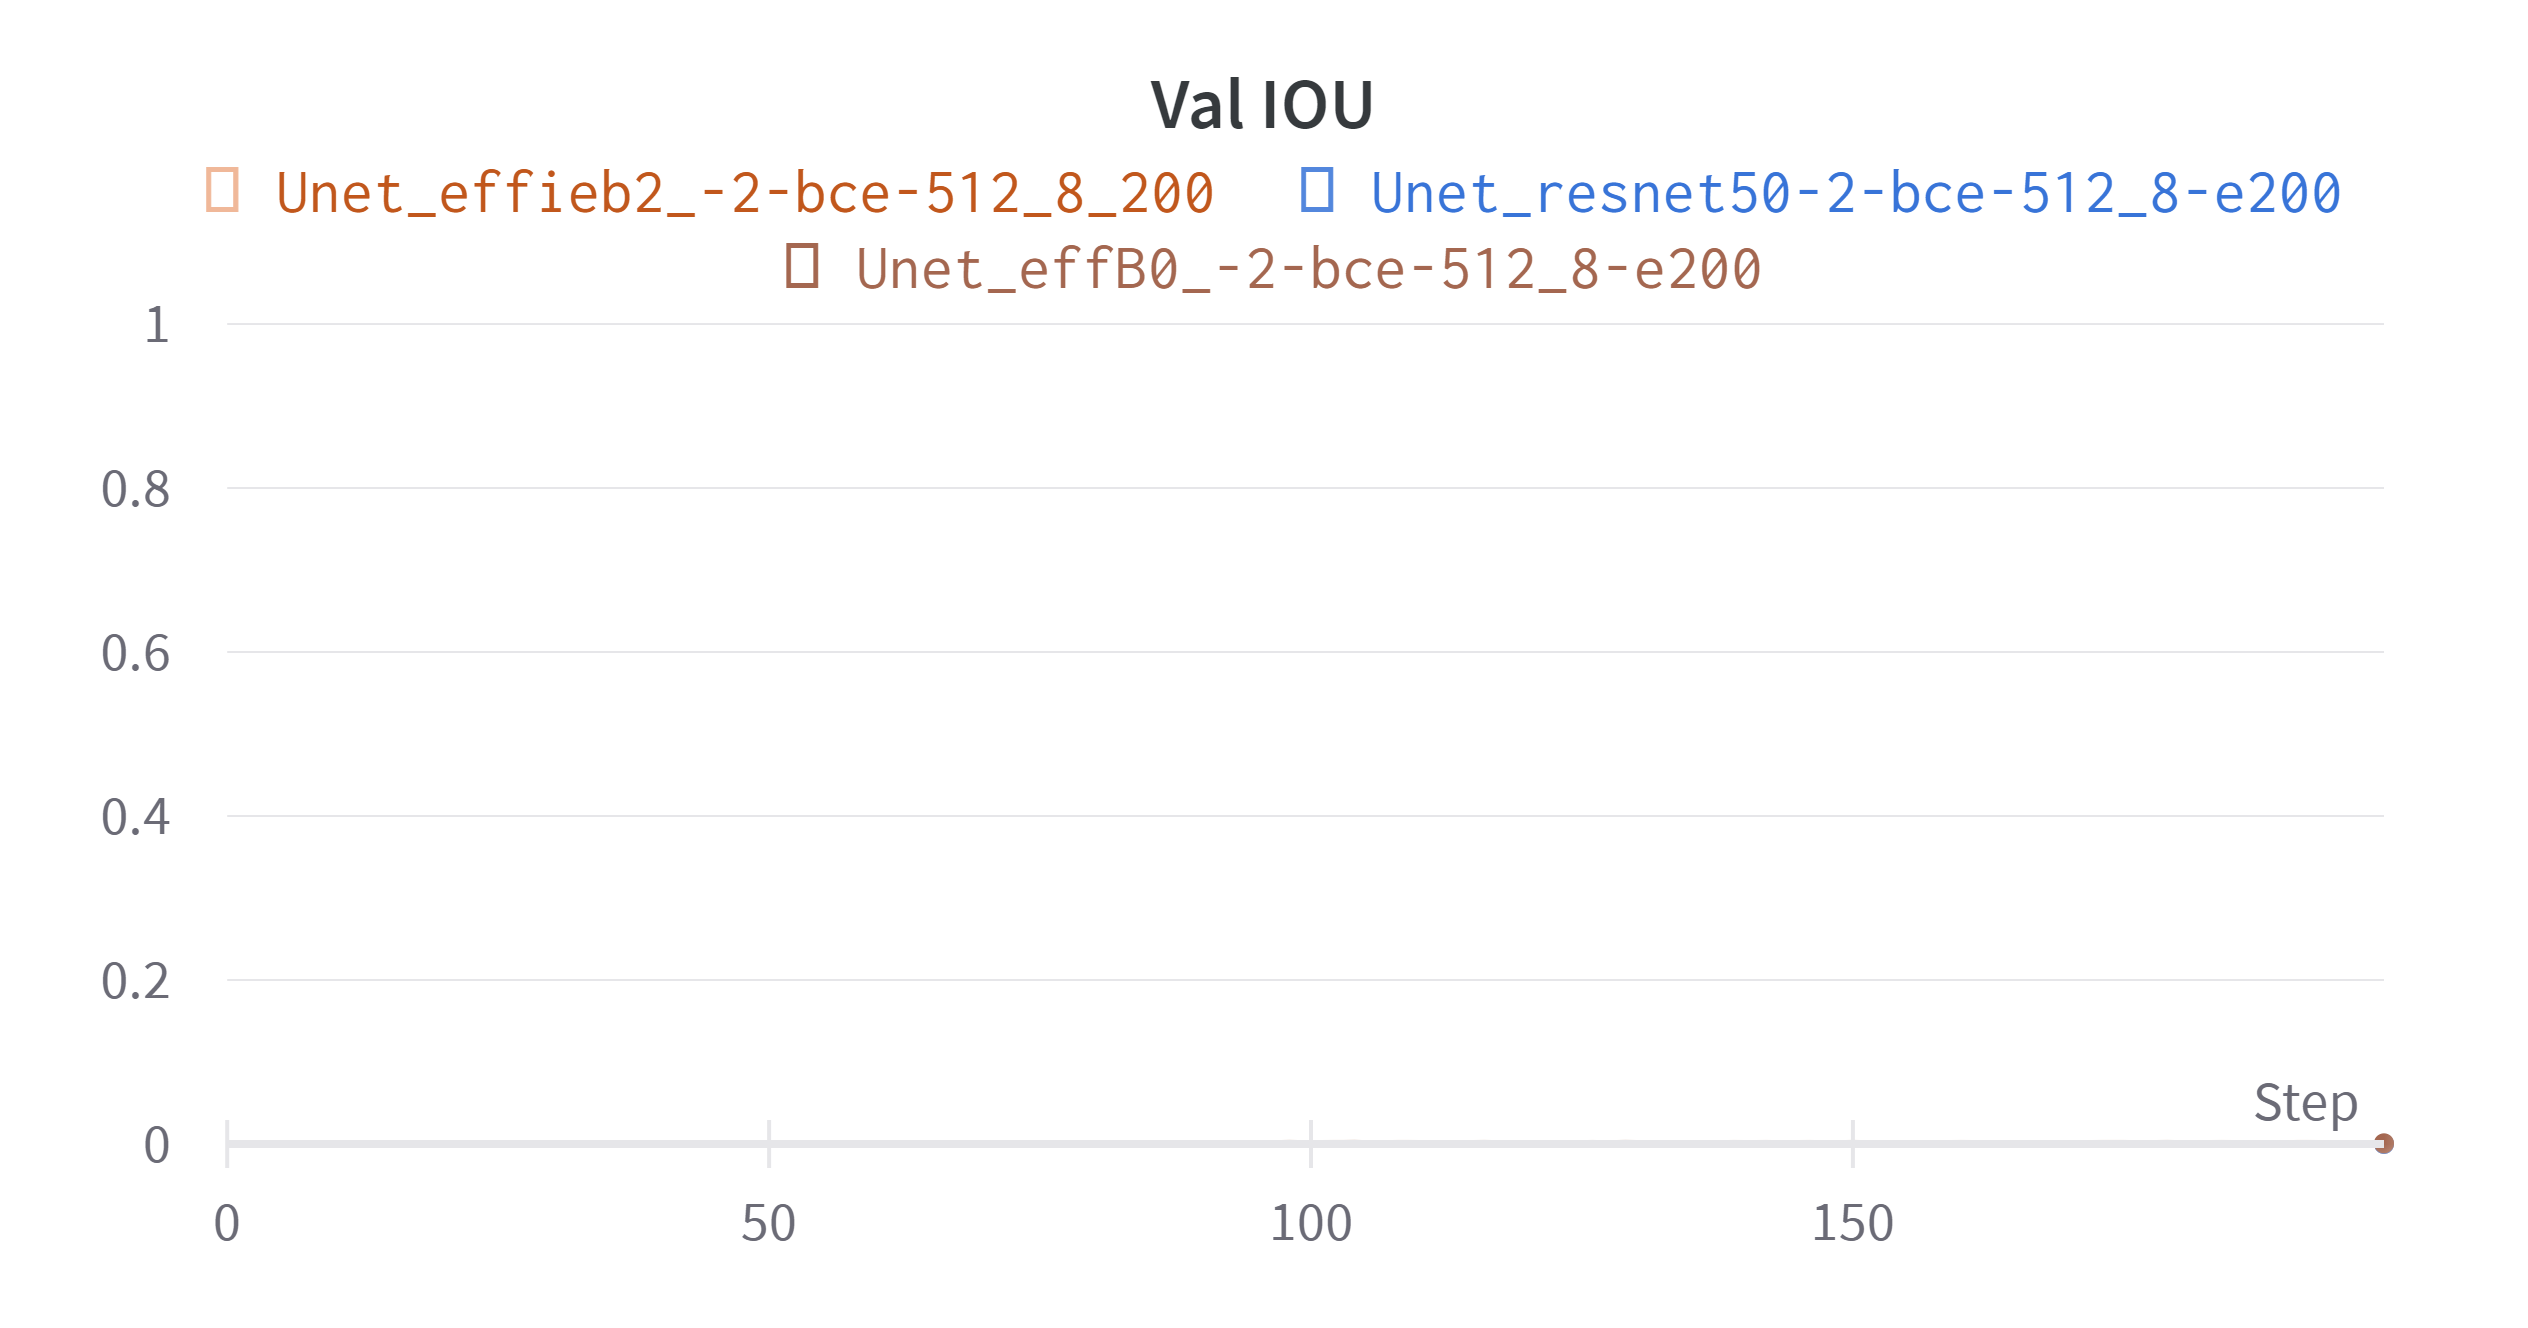 Val IOU
Unet_effieb2_-2-bce-512_8_200 Unet_resnet50-2-bce-512_8-e200
Unet_effB0_-2-bce-512_8-e200
1
0.8
0.6
0.4
0.2
Step
0
0 50 100 150